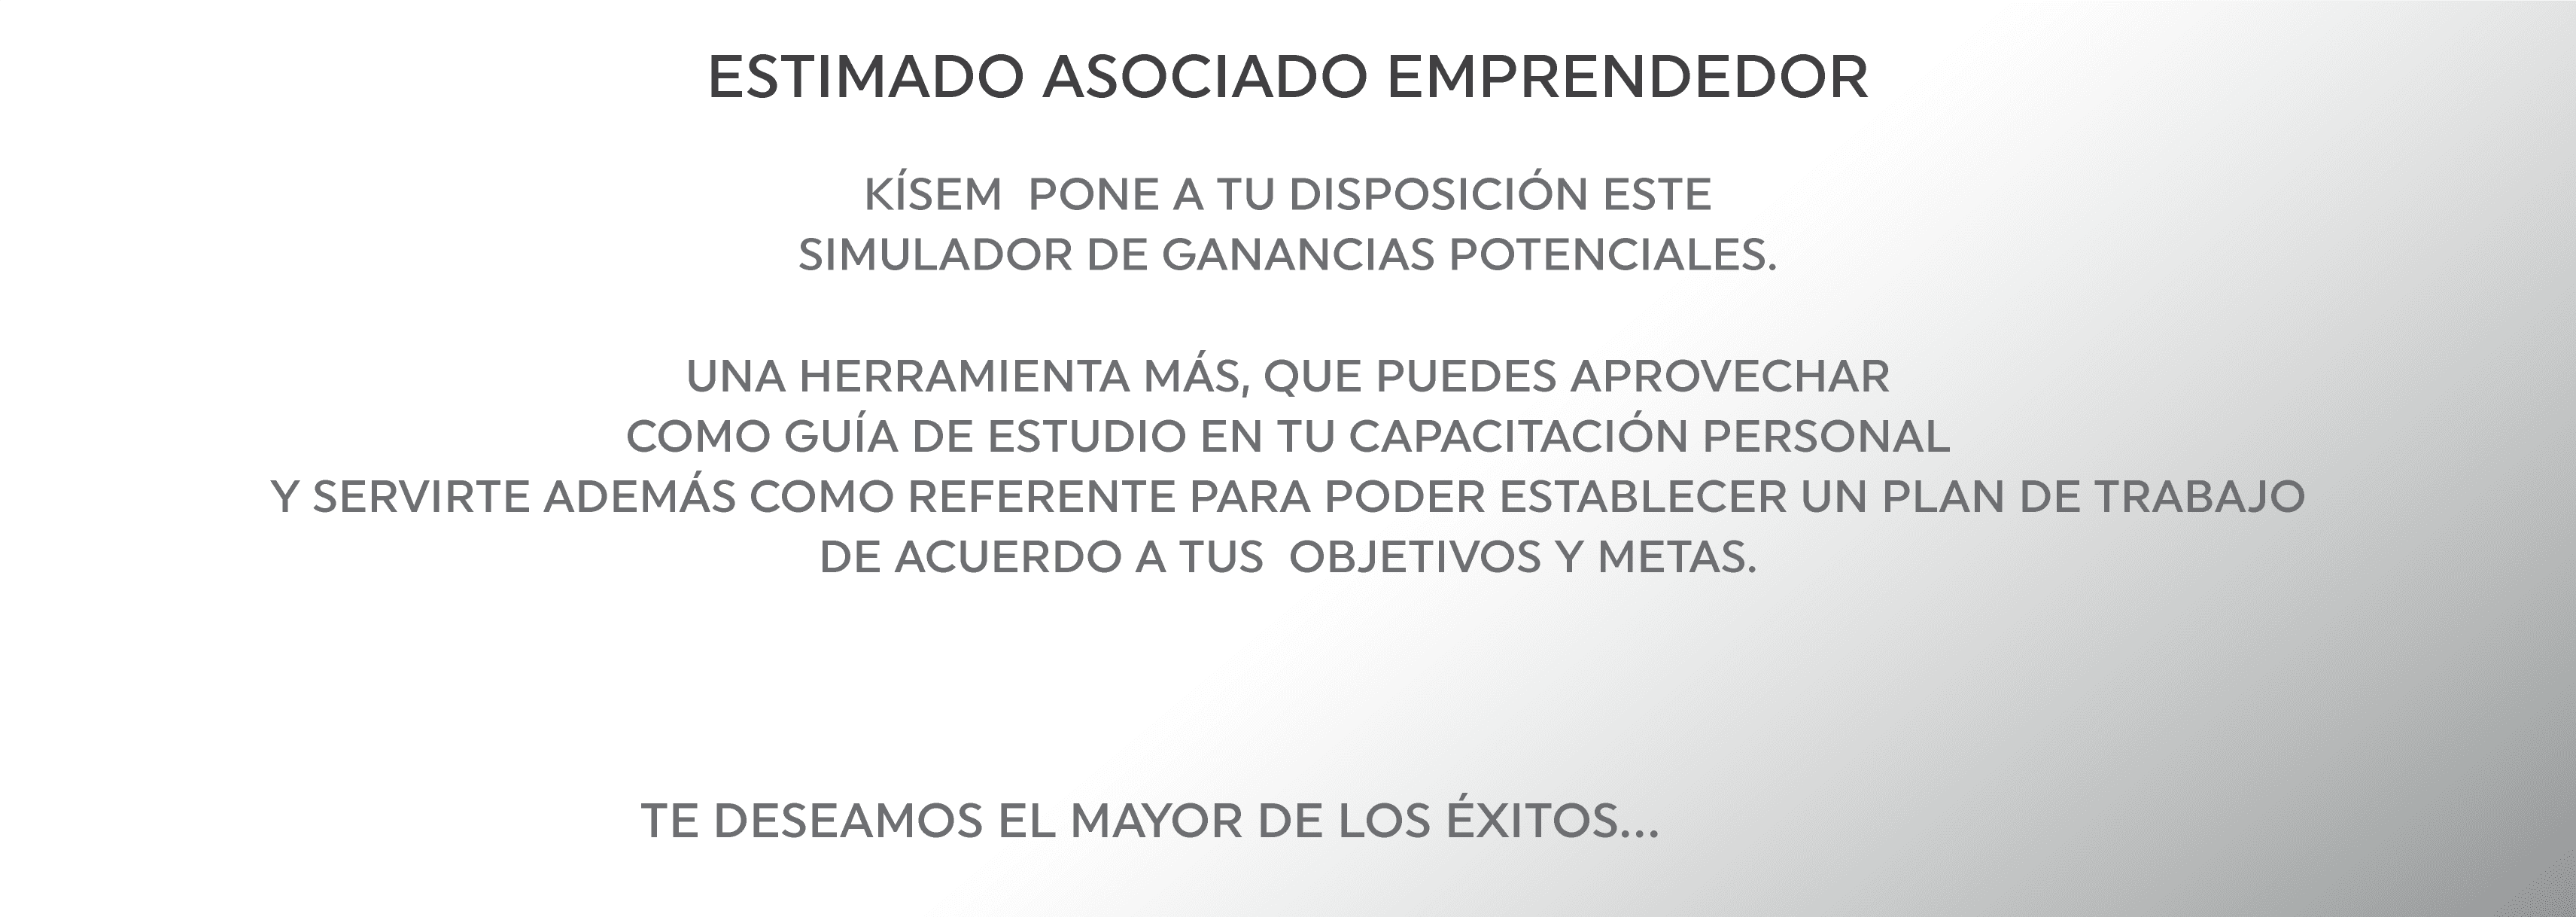 ESTIMADO ASOCIADO EMPRENDEDOR
KÍSEM  PONE A TU DISPOSICIÓN ESTE
SIMULADOR DE GANANCIAS POTENCIALES.
UNA HERRAMIENTA MÁS, QUE PUEDES APROVECHAR
COMO GUÍA DE ESTUDIO EN TU CAPACITACIÓN PERSONAL
Y SERVIRTE ADEMÁS COMO REFERENTE PARA PODER ESTABLECER UN PLAN DE TRABAJO
DE ACUERDO A TUS  OBJETIVOS Y METAS.
TE DESEAMOS EL MAYOR DE LOS ÉXITOS...